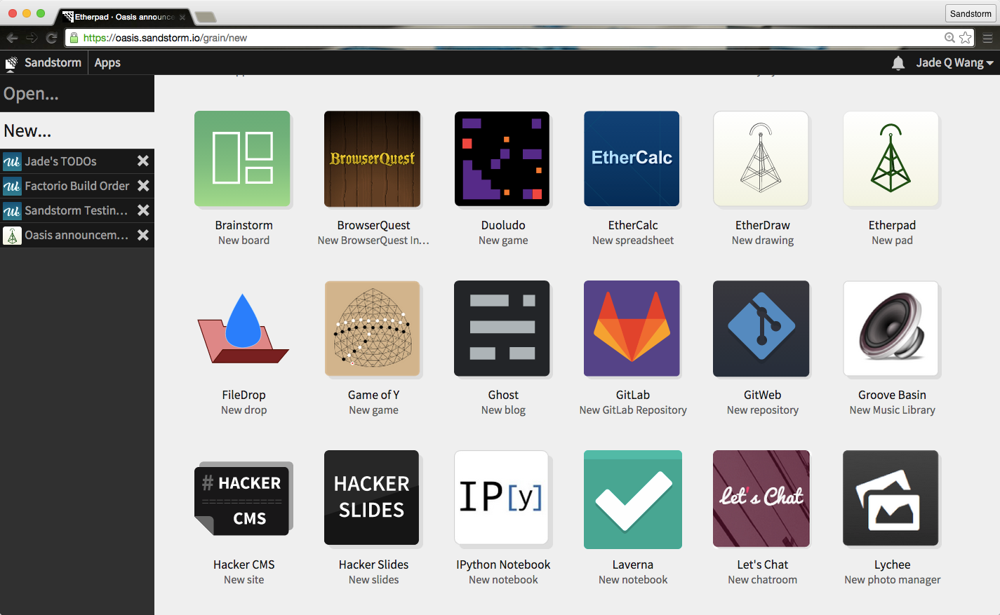 Etherpad · Oasis announce
Sandstorm
https://oasis.sandstorm.io/grain/new
Sandstorm
Apps
Jade Q Wang
Open...
New...
Jade's TODOs
Factorio Build Order
Sandstorm Testin...
Oasis announcem...
BrowserQuest
EtherCalc
Brainstorm
BrowserQuest
Duoludo
EtherCalc
EtherDraw
Etherpad
New board
New BrowserQuest In...
New game
New spreadsheet
New drawing
New pad
FileDrop
Game of Y
Ghost
GitLab
GitWeb
Groove Basin
New drop
New game
New blog
New GitLab Repository
New repository
New Music Library
# HACKER
CMS
HACKER
SLIDES
IP[y]
Let's Chat
Hacker CMS
Hacker Slides
IPython Notebook
Laverna
Let's Chat
Lychee
New site
New slides
New notebook
New notebook
New chatroom
New photo manager